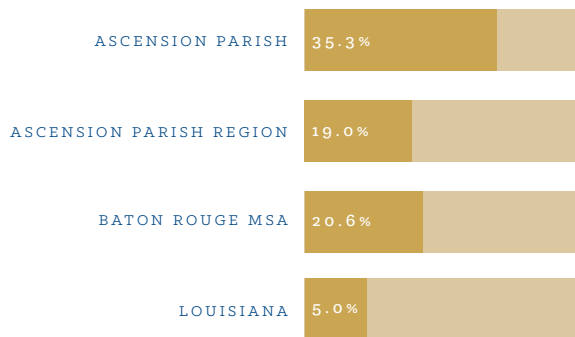 ASCENSION PARISH 35.3%
ASCENSION PARISH REGION 19.0%
BATON ROUGE MSA 20.6%
LOUISIANA 5.0%